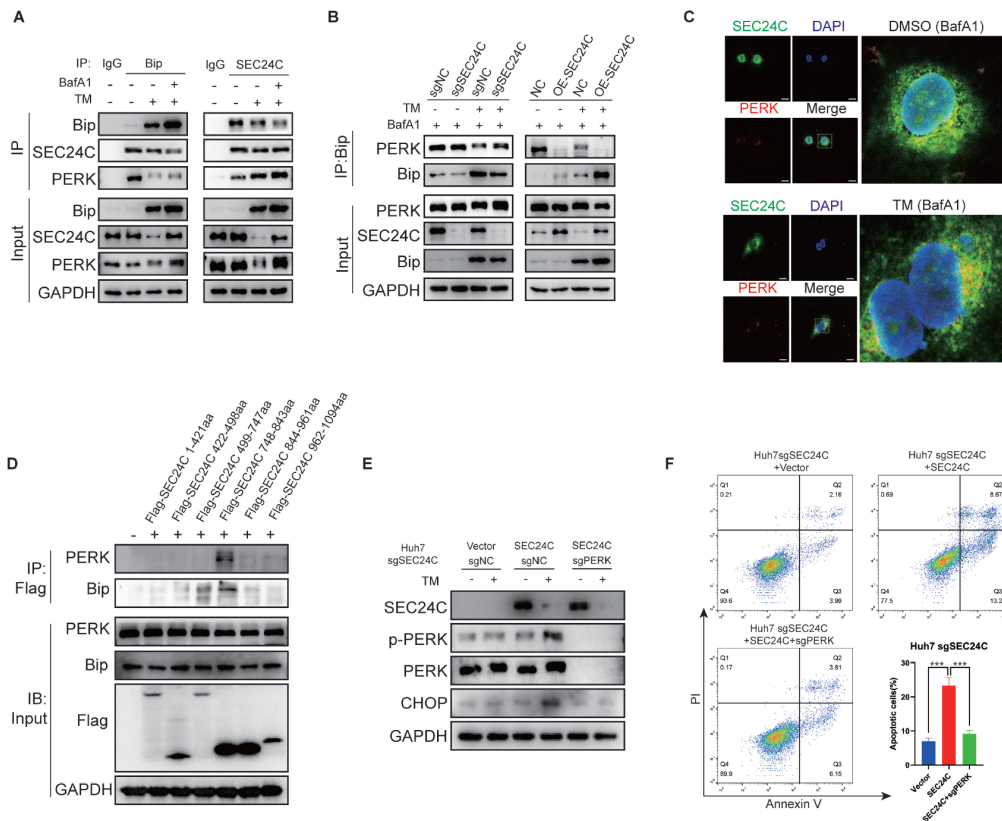 A
IP: IgG Bip IgG SEC24C
BafA1 - - - + - - - +
TM - - + + - - + +
IP
Bip
SEC24C
PERK
Input
Bip
SEC24C
PERK
GAPDH
B
sgNC sgSEC24C sgNC sgSEC24C NC OE-SEC24C NC OE-SEC24C
TM - - + + - - + +
BafA1 + + + + + + + +
IP:Bip
PERK
Bip
Input
PERK
SEC24C
Bip
GAPDH
C
SEC24C DAPI DMSO (BafA1)
PERK Merge
SEC24C DAPI TM (BafA1)
PERK Merge
D
Flag-SEC24C 1-421aa
Flag-SEC24C 422-498aa
Flag-SEC24C 499-747aa
Flag-SEC24C 748-843aa
Flag-SEC24C 844-961aa
Flag-SEC24C 962-1094aa
- + + + + + +
IP: Flag
PERK
Bip
IB: Input
PERK
Bip
Flag
GAPDH
E
Huh7 sgSEC24C
Vector sgNC
SEC24C sgNC
SEC24C sgPERK
TM - + - + - +
SEC24C
p-PERK
PERK
CHOP
GAPDH
F
Huh7sgSEC24C
+Vector
Q1 0.21
Q2 2.16
Q4 93.6
Q3 3.99
Huh7 sgSEC24C
+SEC24C
Q1 0.69
Q2 8.67
Q4 77.5
Q3 13.2
Huh7 sgSEC24C
+SEC24C+sgPERK
Q1 0.17
Q2 3.81
Q4 89.9
Q3 6.15
PI
Annexin V
Huh7 sgSEC24C
Apoptotic cells(%)
30
20
10
0
*** ***
Vector
SEC24C
SEC24C+sgPERK